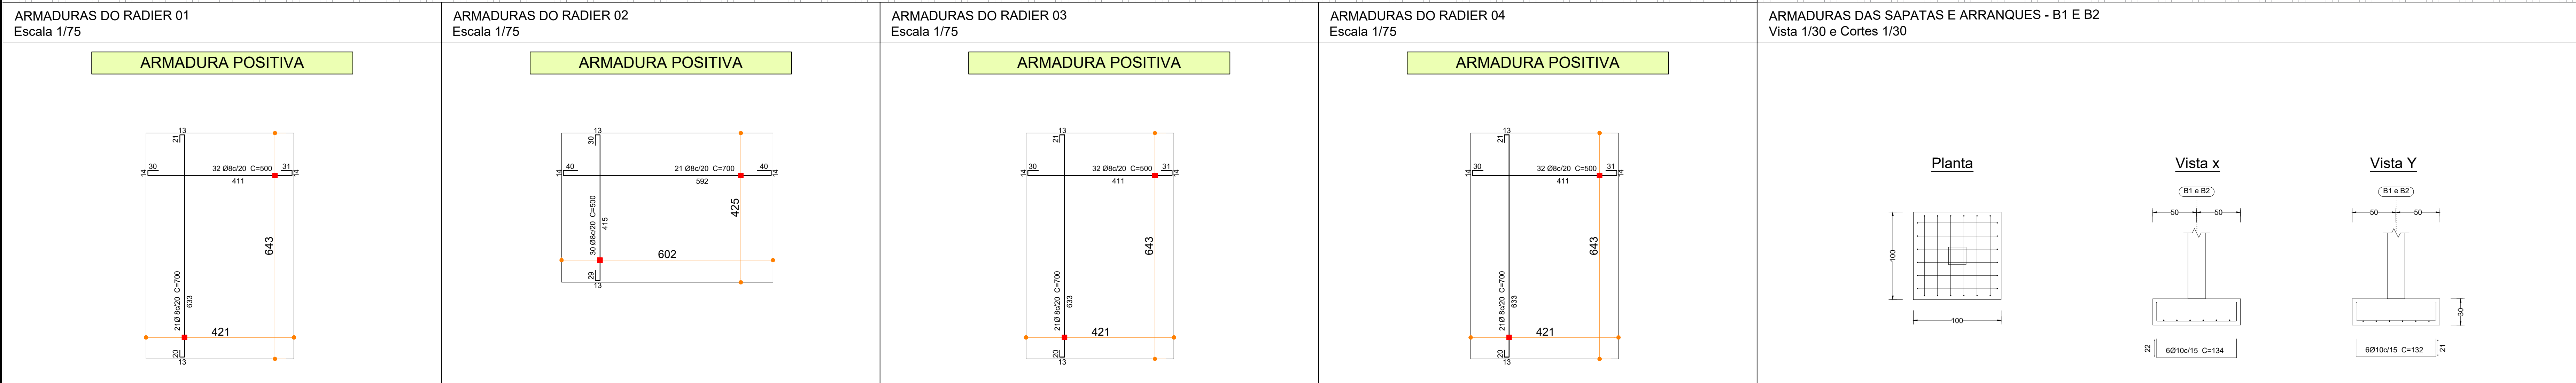 ARMADURAS DO RADIER 01
Escala 1/75
ARMADURA POSITIVA
13
21
30
32 Ø8c/20 C=500
31
14
411
14
643
21Ø 8c/20 C=700
633
421
20
13
ARMADURAS DO RADIER 02
Escala 1/75
ARMADURA POSITIVA
13
30
40
21 Ø8c/20 C=700
40
14
592
14
425
30 Ø8c/20 C=500
415
602
29
13
ARMADURAS DO RADIER 03
Escala 1/75
ARMADURA POSITIVA
13
21
30
32 Ø8c/20 C=500
31
14
411
14
643
21Ø 8c/20 C=700
633
421
20
13
ARMADURAS DO RADIER 04
Escala 1/75
ARMADURA POSITIVA
13
21
30
32 Ø8c/20 C=500
31
14
411
14
643
21Ø 8c/20 C=700
633
421
20
13
ARMADURAS DAS SAPATAS E ARRANQUES - B1 E B2
Vista 1/30 e Cortes 1/30
Planta
100
100
Vista x
B1 e B2
50
50
22
6Ø10c/15 C=134
Vista Y
B1 e B2
50
50
30
6Ø10c/15 C=132
21